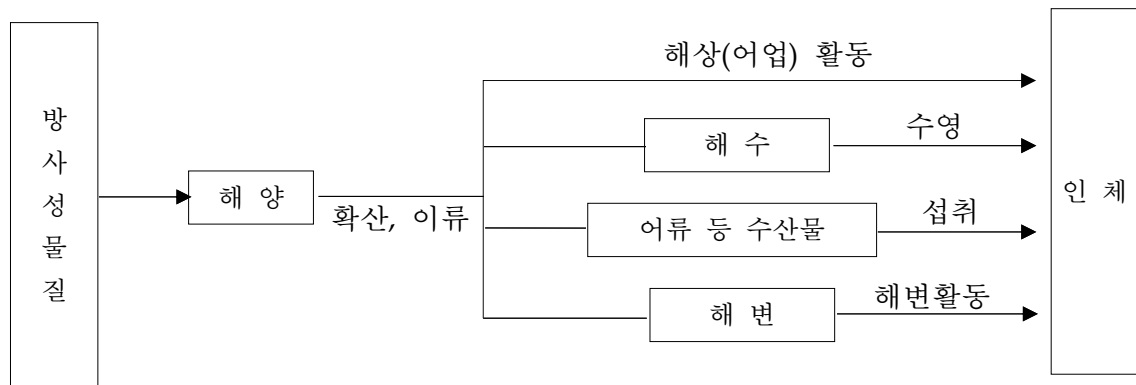 방사성물질
해 양
확산, 이류
해상(어업) 활동
해 수
수영
어류 등 수산물
섭취
해 변
해변활동
인 체